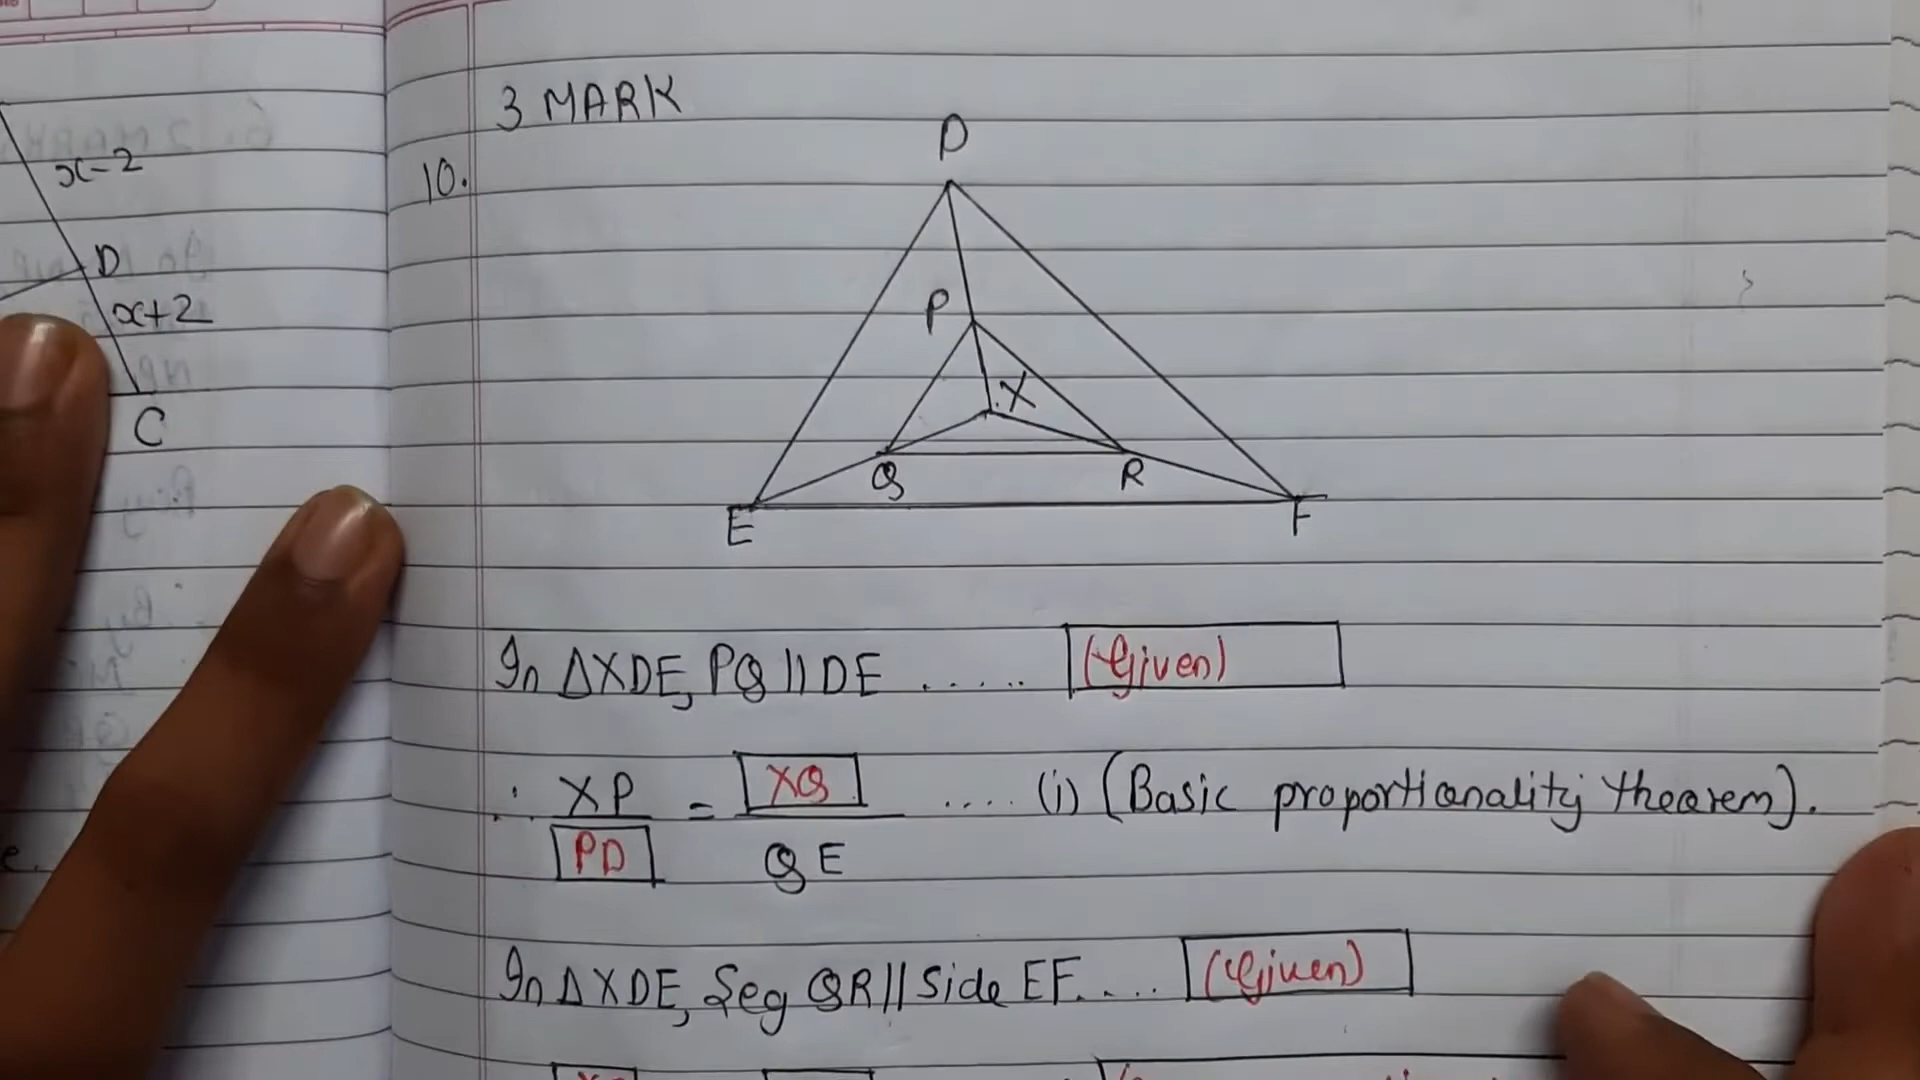 x-2
D
x+2
C
3 MARK
10.
D
P
X
Q
R
E
F
In ΔXDE, PQ || DE ..... (Given)
∴ XP / PD = XQ / QE .... (i) (Basic proportionality thearem).
In ΔXDE, Seg QR || Side EF.... (Given)